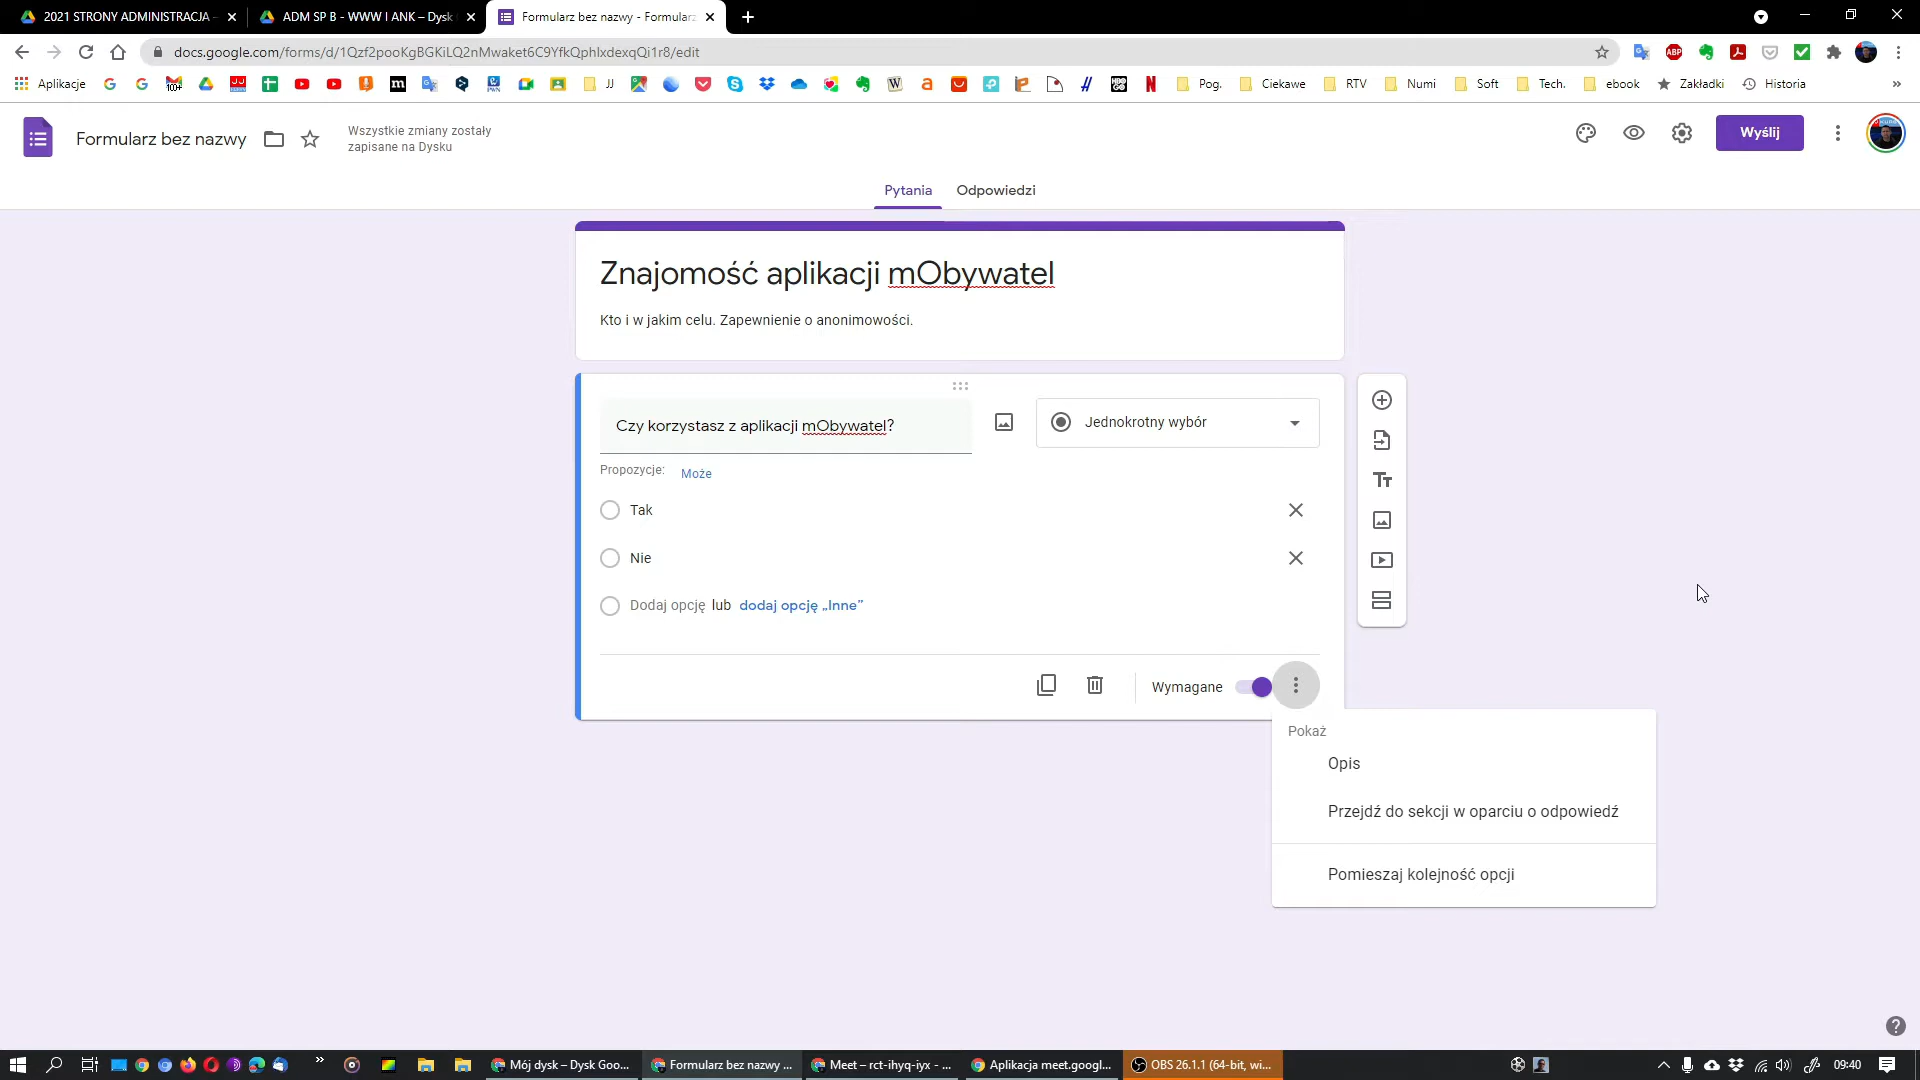 2021 STRONY ADMINISTRACJA -
ADM SP B - WWW I ANK – Dysk
Formularz bez nazwy - Formularz
docs.google.com/forms/d/1Qzf2pooKgBGKiLQ2nMwaket6C9YfkQphlxdexqQi1r8/edit
Aplikacje
JJ
Pog.
Ciekawe
RTV
Numi
Soft
Tech.
ebook
Zakładki
Historia
Formularz bez nazwy
Wszystkie zmiany zostały
zapisane na Dysku
Wyślij
Pytania
Odpowiedzi
Znajomość aplikacji mObywatel
Kto i w jakim celu. Zapewnienie o anonimowości.
Czy korzystasz z aplikacji mObywatel?
Jednokrotny wybór
Propozycje:
Może
Tak
Nie
Dodaj opcję lub dodaj opcję „Inne”
Wymagane
Pokaż
Opis
Przejdź do sekcji w oparciu o odpowiedź
Pomieszaj kolejność opcji
Mój dysk – Dysk Goo...
Formularz bez nazwy ...
Meet – rct-ihyq-iyx - ...
Aplikacja meet.googl...
OBS 26.1.1 (64-bit, wi...
09:40